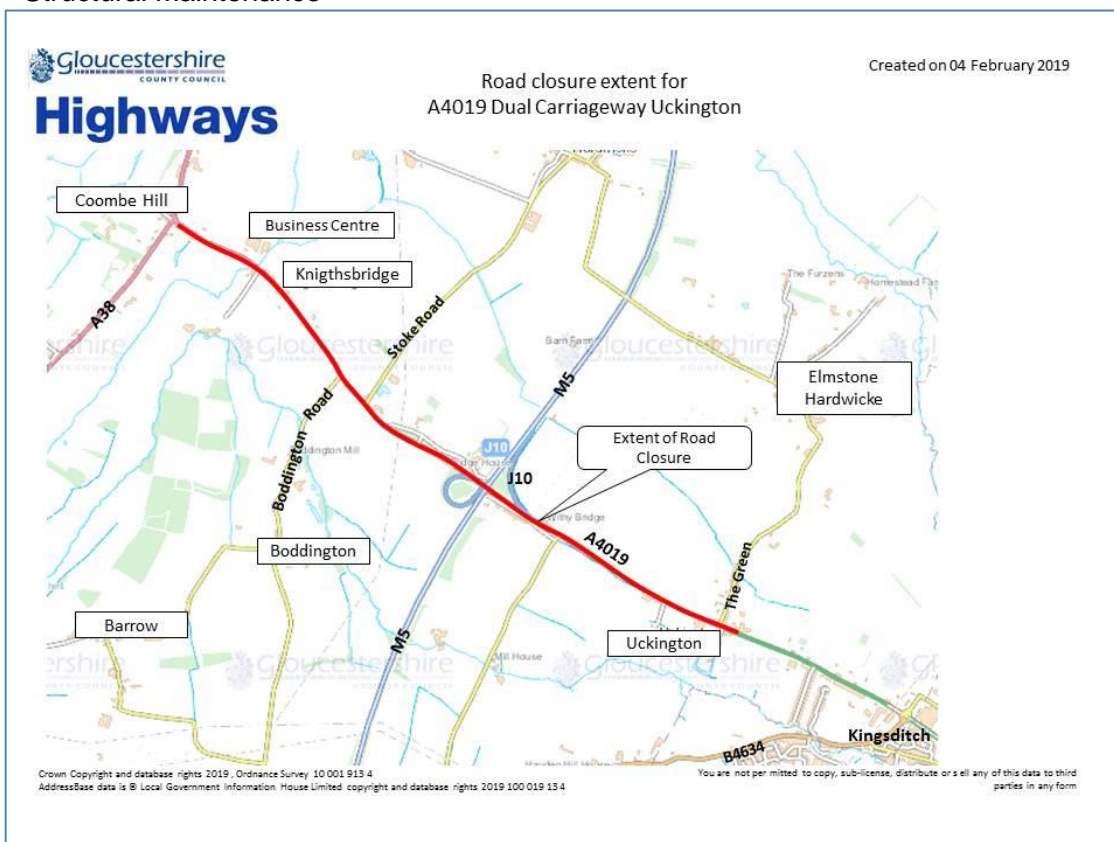 Structural Maintenance
Gloucestershire
COUNTY COUNCIL
Highways
Road closure extent for
A4019 Dual Carriageway Uckington
Created on 04 February 2019
Coombe Hill
Business Centre
Knigthsbridge
A38
Stoke Road
The Furzens
Barn Farm
M5
Elmstone
Hardwicke
Boddington Road
Extent of Road
Closure
J10
J10
Withy Bridge
A4019
Boddington
The Green
Barrow
Uckington
M5
Mill House
Kingsditch
B4634
Crown Copyright and database rights 2019 , Ordnance Survey 10 001 913 4
AddressBase data is © Local Government Information House Limited copyright and database rights 2019 100 019 13 4
You are not per mitted to copy, sub-license, distribute or s ell any of this data to third
parties in any form